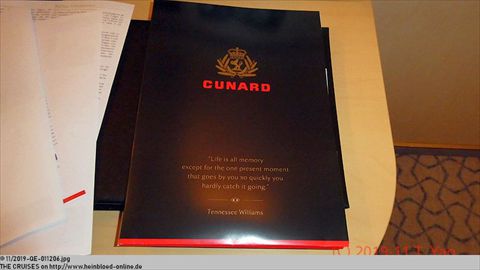 CUNARD
"Life is all memory
except for the one present moment
that goes by you so quickly you
hardly catch it going."
Tennessee Williams
©11/2019-QE-011206.jpg
THE CRUISES on http://www.heinbloed-online.de